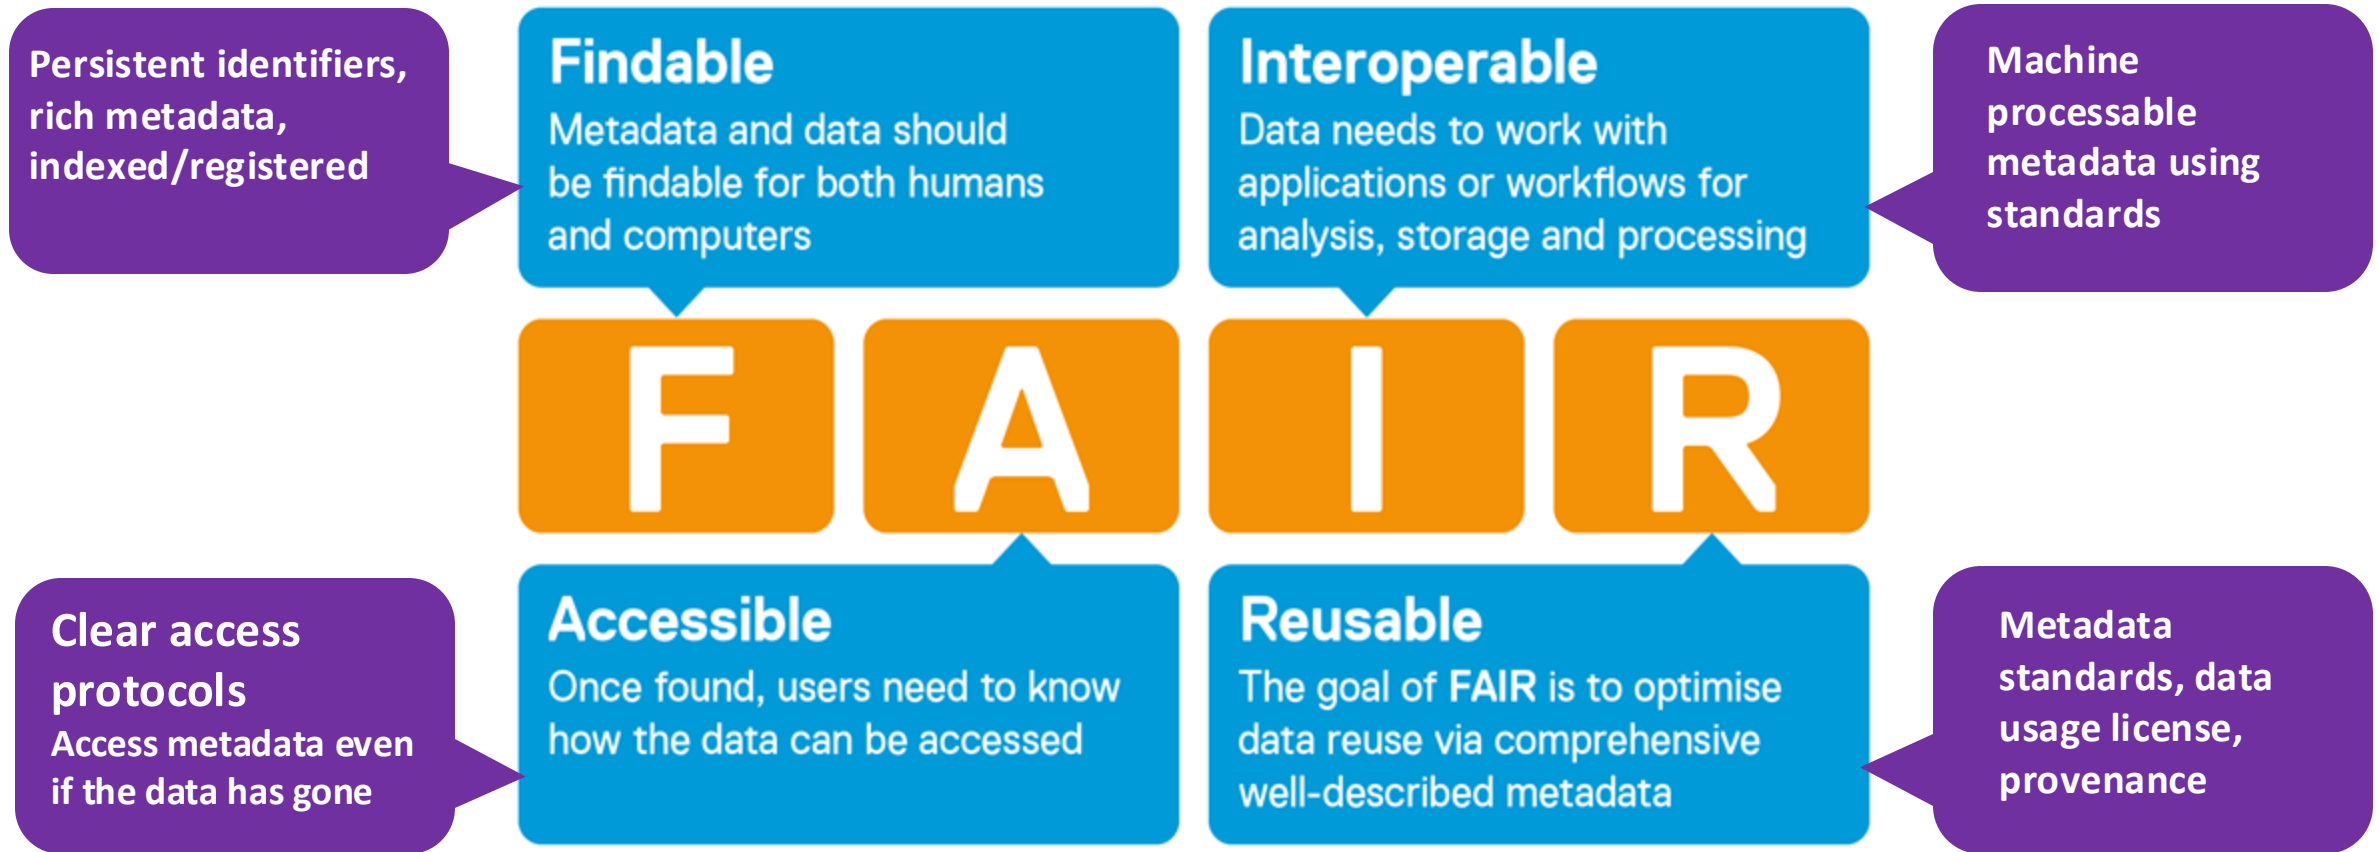 Persistent identifiers,
rich metadata,
indexed/registered
Findable
Metadata and data should
be findable for both humans
and computers
Interoperable
Data needs to work with
applications or workflows for
analysis, storage and processing
Machine
processable
metadata using
standards
F A I R
Clear access
protocols
Access metadata even
if the data has gone
Accessible
Once found, users need to know
how the data can be accessed
Reusable
The goal of FAIR is to optimise
data reuse via comprehensive
well-described metadata
Metadata
standards, data
usage license,
provenance